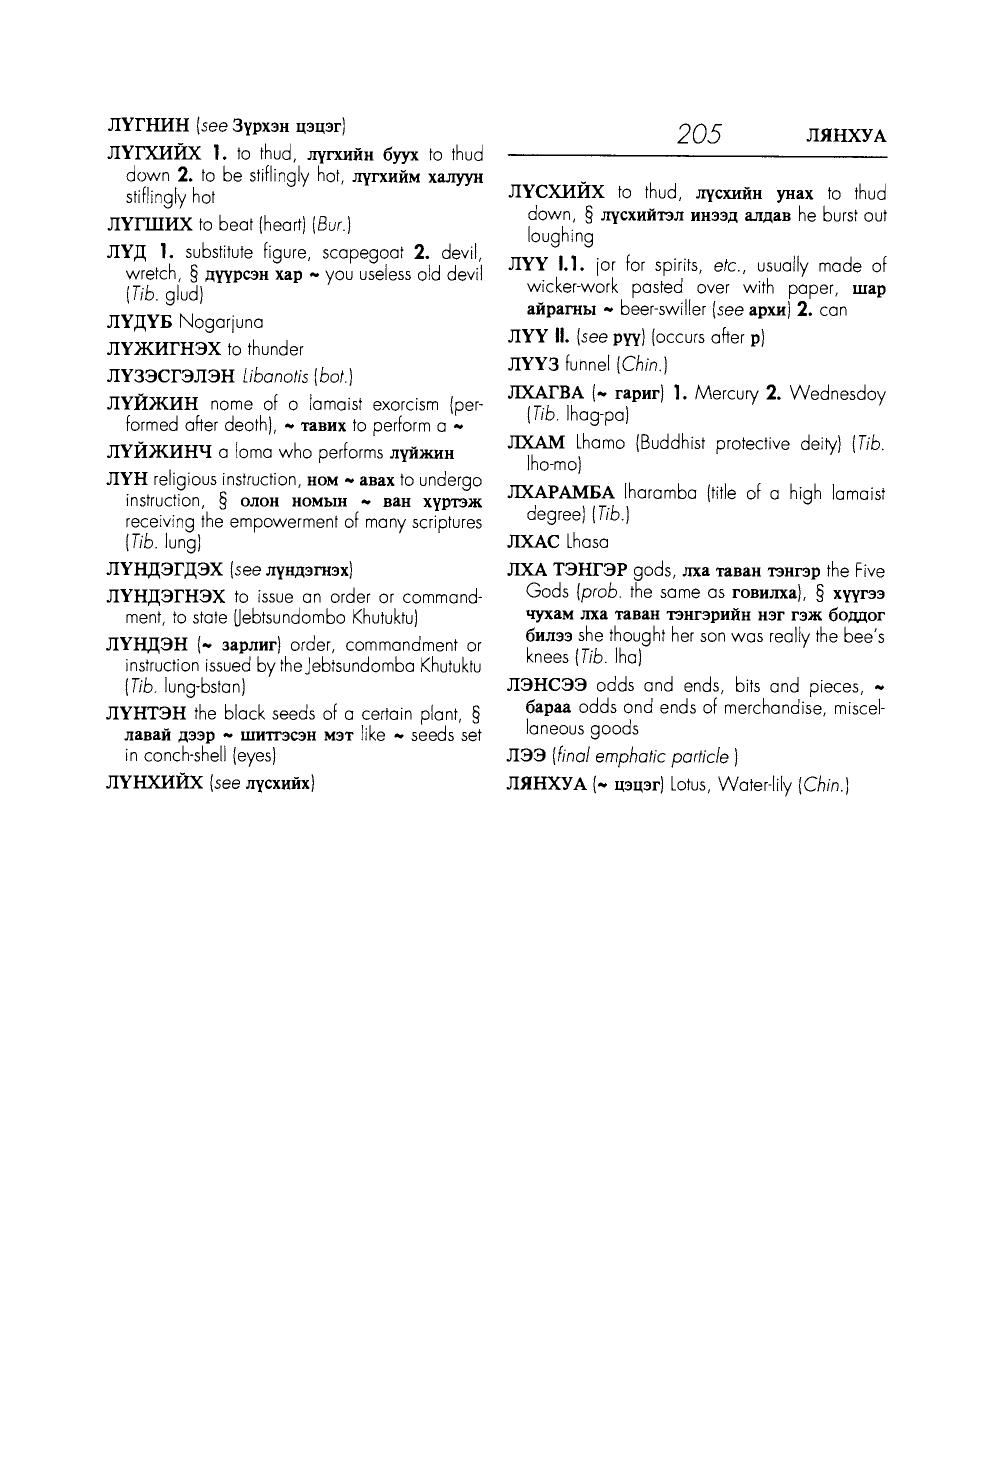 ЛҮГНИН (see Зүрхэн цэцэг)
ЛҮГХИЙХ 1. to thud, лүгхийн буух to thud
down 2. to be stiflingly hot, лүгхийм халуун
stiflingly hot
ЛҮГШИХ to beat (heart) (Bur.)
ЛҮД 1. substitute figure, scapegoat 2. devil,
wretch, § дүүрсэн хар ~ you useless old devil
(Tib. glud)
ЛҮДҮБ Nogarjuna
ЛҮЖИГНЭХ to thunder
ЛҮЗЭСГЭЛЭН Libanotis (bot.)
ЛҮЙЖИН nome of o lamaist exorcism (per-
formed after deoth), ~ тавих to perform a ~
ЛҮЙЖИНЧ a loma who performs лүйжин
ЛҮН religious instruction, ном ~ авах to undergo
instruction, § олон номын ~ ван хүртэж
receiving the empowerment of many scriptures
(Tib. lung)
ЛҮНДЭГДЭХ (see лүндэгнэх)
ЛҮНДЭГНЭХ to issue an order or command-
ment, to state (Jebtsundombo Khutuktu)
ЛҮНДЭН (~ зарлиг) order, commandment or
instruction issued by the Jebtsundomba Khutuktu
(Tib. lung-bstan)
ЛҮНТЭН the black seeds of a certain plant, §
лавай дээр ~ шитгэсэн мэт like ~ seeds set
in conch-shell (eyes)
ЛҮНХИЙХ (see лүсхийх)
205 ЛЯНХУА
ЛҮСХИЙХ to thud, лүсхийн унах to thud
down, § лүсхийтэл инээд алдав he burst out
loughing
ЛҮҮ I.1. jor for spirits, etc., usually made of
wicker-work pasted over with paper, шар
айрагны ~ beer-swiller (see архи) 2. can
ЛҮҮ II. (see рүү) (occurs after р)
ЛҮҮЗ funnel (Chin.)
ЛХАГВА (~ гариг) 1. Mercury 2. Wednesdoy
(Tib. lhag-pa)
ЛХАМ Lhamo (Buddhist protective deity) (Tib.
lho-mo)
ЛХАРАМБА lharamba (title of a high lamaist
degree) (Tib.)
ЛХАС Lhasa
ЛХА ТЭНГЭР gods, лха таван тэнгэр the Five
Gods (prob. the same as говилха), § хүүгээ
чухам лха таван тэнгэрийн нэг гэж боддог
билээ she thought her son was really the bee's
knees (Tib. lha)
ЛЭНСЭЭ odds and ends, bits and pieces, ~
бараа odds ond ends of merchandise, miscel-
laneous goods
ЛЭЭ (final emphatic particle )
ЛЯНХУА (~ цэцэг) Lotus, Water-lily (Chin.)